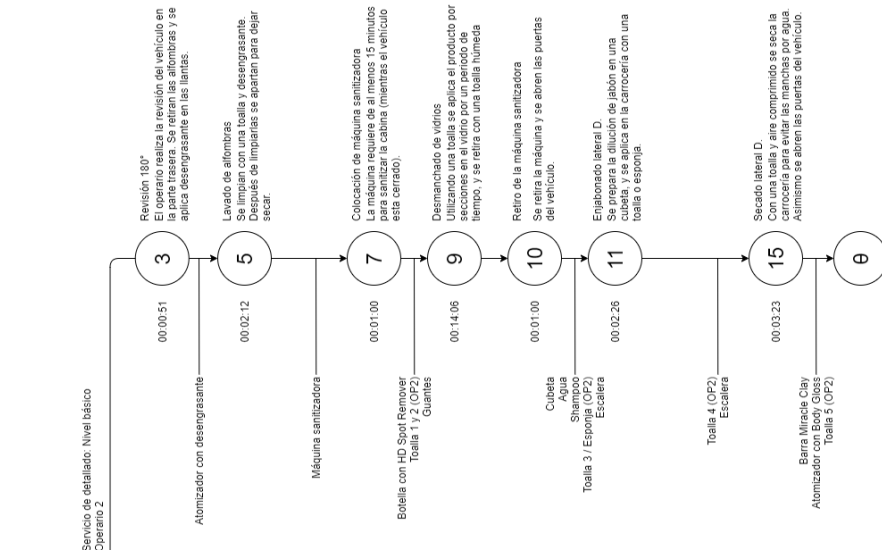 Servicio de detallado: Nivel básico
Operario 2
Revisión 180°
El operario realiza la revisión del vehículo en
la parte trasera. Se retiran las alfombras y se
aplica desengrasante en las llantas.
3
00:00:51
Atomizador con desengrasante
Lavado de alfombras
Se limpian con una toalla y desengrasante.
Después de limpiarlas se apartan para dejar
secar.
5
00:02:12
Máquina sanitizadora
Colocación de máquina sanitizadora
La máquina requiere de al menos 15 minutos
para sanitizar la cabina (mientras el vehículo
esta cerrado).
7
00:01:00
Botella con HD Spot Remover
Toalla 1 y 2 (OP2)
Guantes
Desmanchado de vidrios
Utilizando una toalla se aplica el producto por
secciones en el vidrio por un periodo de
tiempo, y se retira con una toalla húmeda
9
00:14:06
Retiro de la máquina sanitizadora
Se retira la máquina y se abren las puertas
del vehículo.
10
00:01:00
Cubeta
Agua
Shampoo
Toalla 3 / Esponja (OP2)
Escalera
Enjabonado lateral D.
Se prepara la dilución de jabón en una
cubeta, y se aplica en la carrocería con una
toalla o esponja.
11
00:02:26
Toalla 4 (OP2)
Escalera
Secado lateral D.
Con una toalla y aire comprimido se seca la
carrocería para evitar las manchas por agua.
Asimismo se abren las puertas del vehículo.
15
00:03:23
Barra Miracle Clay
Atomizador con Body Gloss
Toalla 5 (OP2)
θ